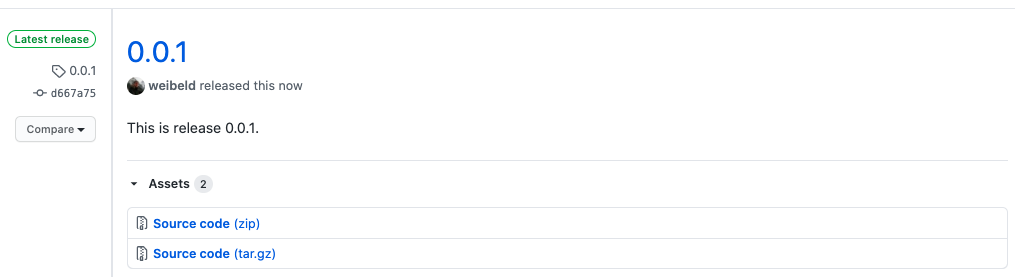 Latest release
0.0.1
d667a75
Compare
0.0.1
weibeld released this now
This is release 0.0.1.
Assets 2
Source code (zip)
Source code (tar.gz)